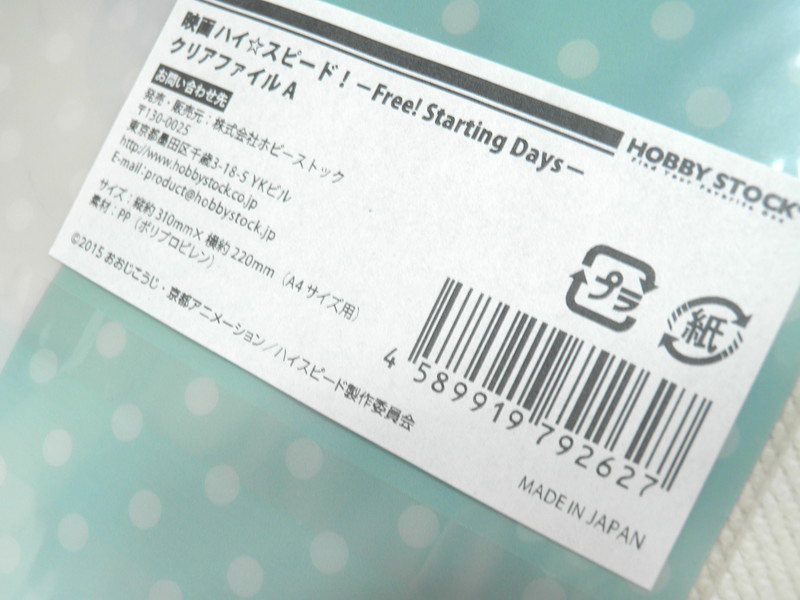 映画 ハイ☆スピード！－Free! Starting Days－
クリアファイル A
お問い合わせ先
発売・販売元：株式会社ホビーストック
〒130-0025
東京都墨田区千歳3-18-5 YKビル
http://www.hobbystock.co.jp
E-mail:product@hobbystock.jp
サイズ：縦約310mm×横約220mm （A4サイズ用）
素材：PP（ポリプロピレン）
©2015 おおじこうじ・京都アニメーション／ハイスピード製作委員会
HOBBY STOCK
Find Your Favorite One
プラ
紙
4 589919 792627
MADE IN JAPAN